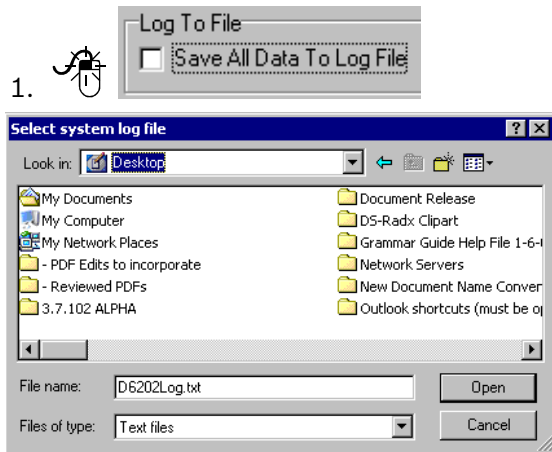 Log To File
Save All Data To Log File
1.
Select system log file
Look in: Desktop
My Documents
My Computer
My Network Places
- PDF Edits to incorporate
- Reviewed PDFs
3.7.102 ALPHA
Document Release
DS-Radx Clipart
Grammar Guide Help File 1-6-
Network Servers
New Document Name Conver
Outlook shortcuts (must be o
File name: D6202Log.txt Open
Files of type: Text files Cancel